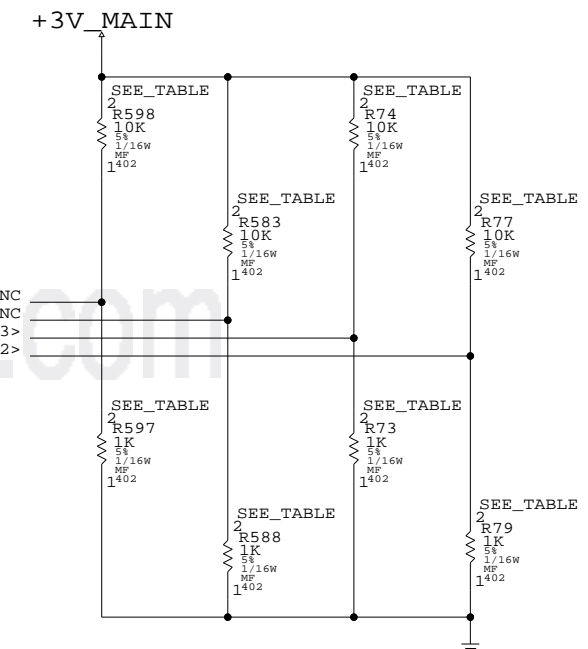 +3V_MAIN
SEE_TABLE
2
R598
10K
5%
1/16W
MF
402
1
SEE_TABLE
2
R74
10K
5%
1/16W
MF
402
1
SEE_TABLE
2
R583
10K
5%
1/16W
MF
402
1
SEE_TABLE
2
R77
10K
5%
1/16W
MF
402
1
NC
NC
3>
2>
.com
SEE_TABLE
2
R597
1K
5%
1/16W
MF
402
1
SEE_TABLE
2
R73
1K
5%
1/16W
MF
402
1
SEE_TABLE
2
R588
1K
5%
1/16W
MF
402
1
SEE_TABLE
2
R79
1K
5%
1/16W
MF
402
1